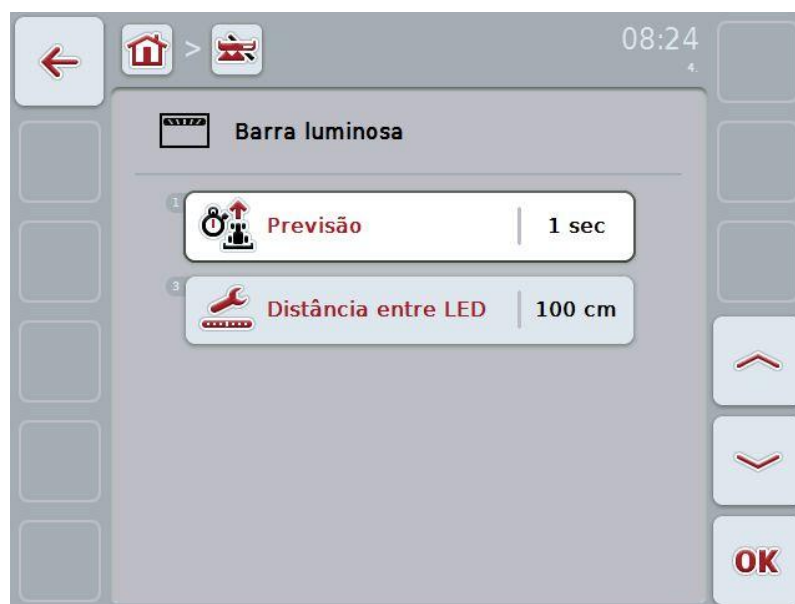 >
08:24
4.
Barra luminosa
1
Previsão 1 sec
3
Distância entre LED 100 cm
OK